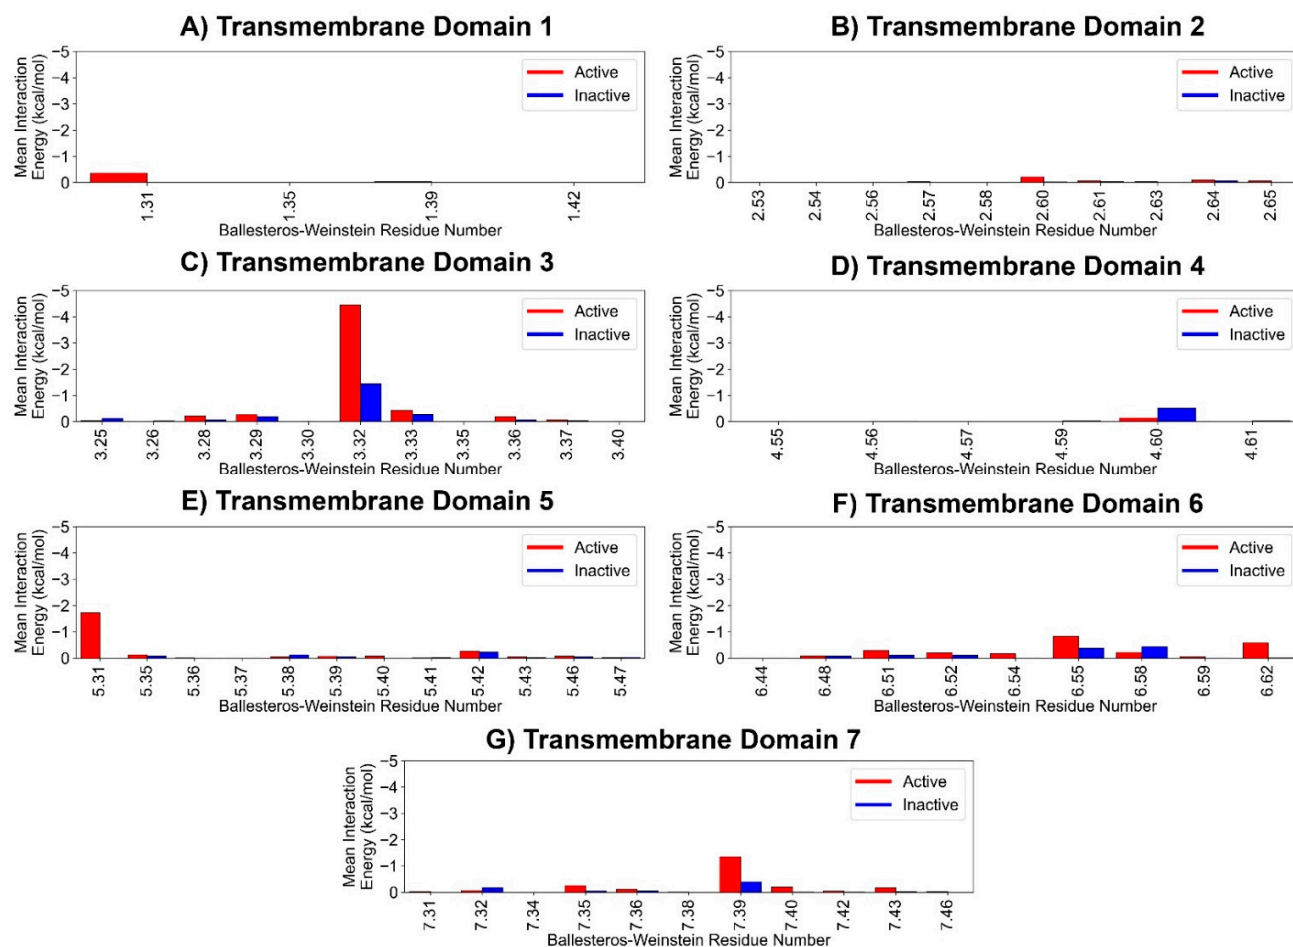 A) Transmembrane Domain 1
Mean Interaction
Energy (kcal/mol)
−5
−4
−3
−2
−1
0
Active
Inactive
1.31
1.35
1.39
1.42
Ballesteros-Weinstein Residue Number
B) Transmembrane Domain 2
Mean Interaction
Energy (kcal/mol)
−5
−4
−3
−2
−1
0
Active
Inactive
2.53
2.54
2.56
2.57
2.58
2.60
2.61
2.63
2.64
2.65
Ballesteros-Weinstein Residue Number
C) Transmembrane Domain 3
Mean Interaction
Energy (kcal/mol)
−5
−4
−3
−2
−1
0
Active
Inactive
3.25
3.26
3.28
3.29
3.30
3.32
3.33
3.35
3.36
3.37
3.40
Ballesteros-Weinstein Residue Number
D) Transmembrane Domain 4
Mean Interaction
Energy (kcal/mol)
−5
−4
−3
−2
−1
0
Active
Inactive
4.55
4.56
4.57
4.59
4.60
4.61
Ballesteros-Weinstein Residue Number
E) Transmembrane Domain 5
Mean Interaction
Energy (kcal/mol)
−5
−4
−3
−2
−1
0
Active
Inactive
5.31
5.35
5.36
5.37
5.38
5.39
5.40
5.41
5.42
5.43
5.46
5.47
Ballesteros-Weinstein Residue Number
F) Transmembrane Domain 6
Mean Interaction
Energy (kcal/mol)
−5
−4
−3
−2
−1
0
Active
Inactive
6.44
6.48
6.51
6.52
6.54
6.55
6.58
6.59
6.62
Ballesteros-Weinstein Residue Number
G) Transmembrane Domain 7
Mean Interaction
Energy (kcal/mol)
−5
−4
−3
−2
−1
0
Active
Inactive
7.31
7.32
7.34
7.35
7.36
7.38
7.39
7.40
7.42
7.43
7.46
Ballesteros-Weinstein Residue Number